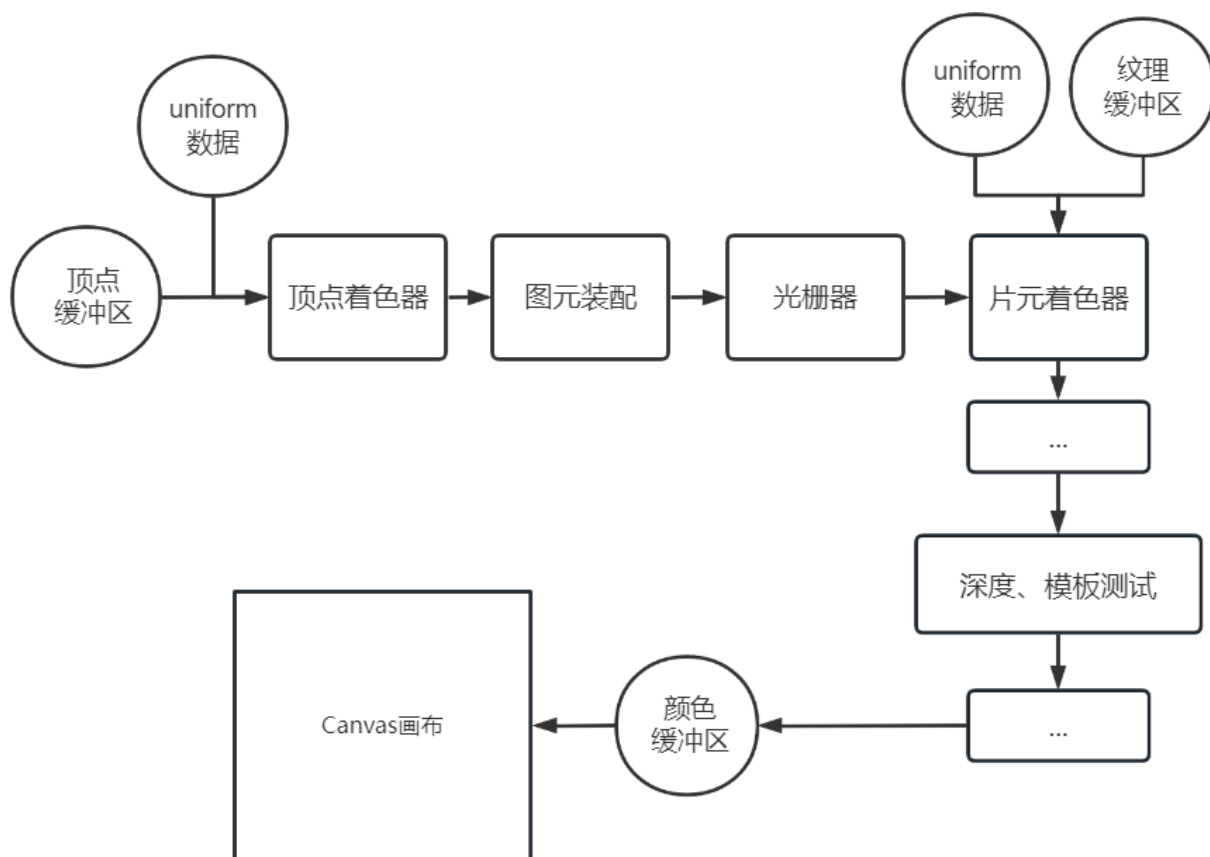 uniform
数据
uniform
数据
纹理
缓冲区
顶点
缓冲区
顶点着色器
图元装配
光栅器
片元着色器
...
深度、模板测试
...
颜色
缓冲区
Canvas画布